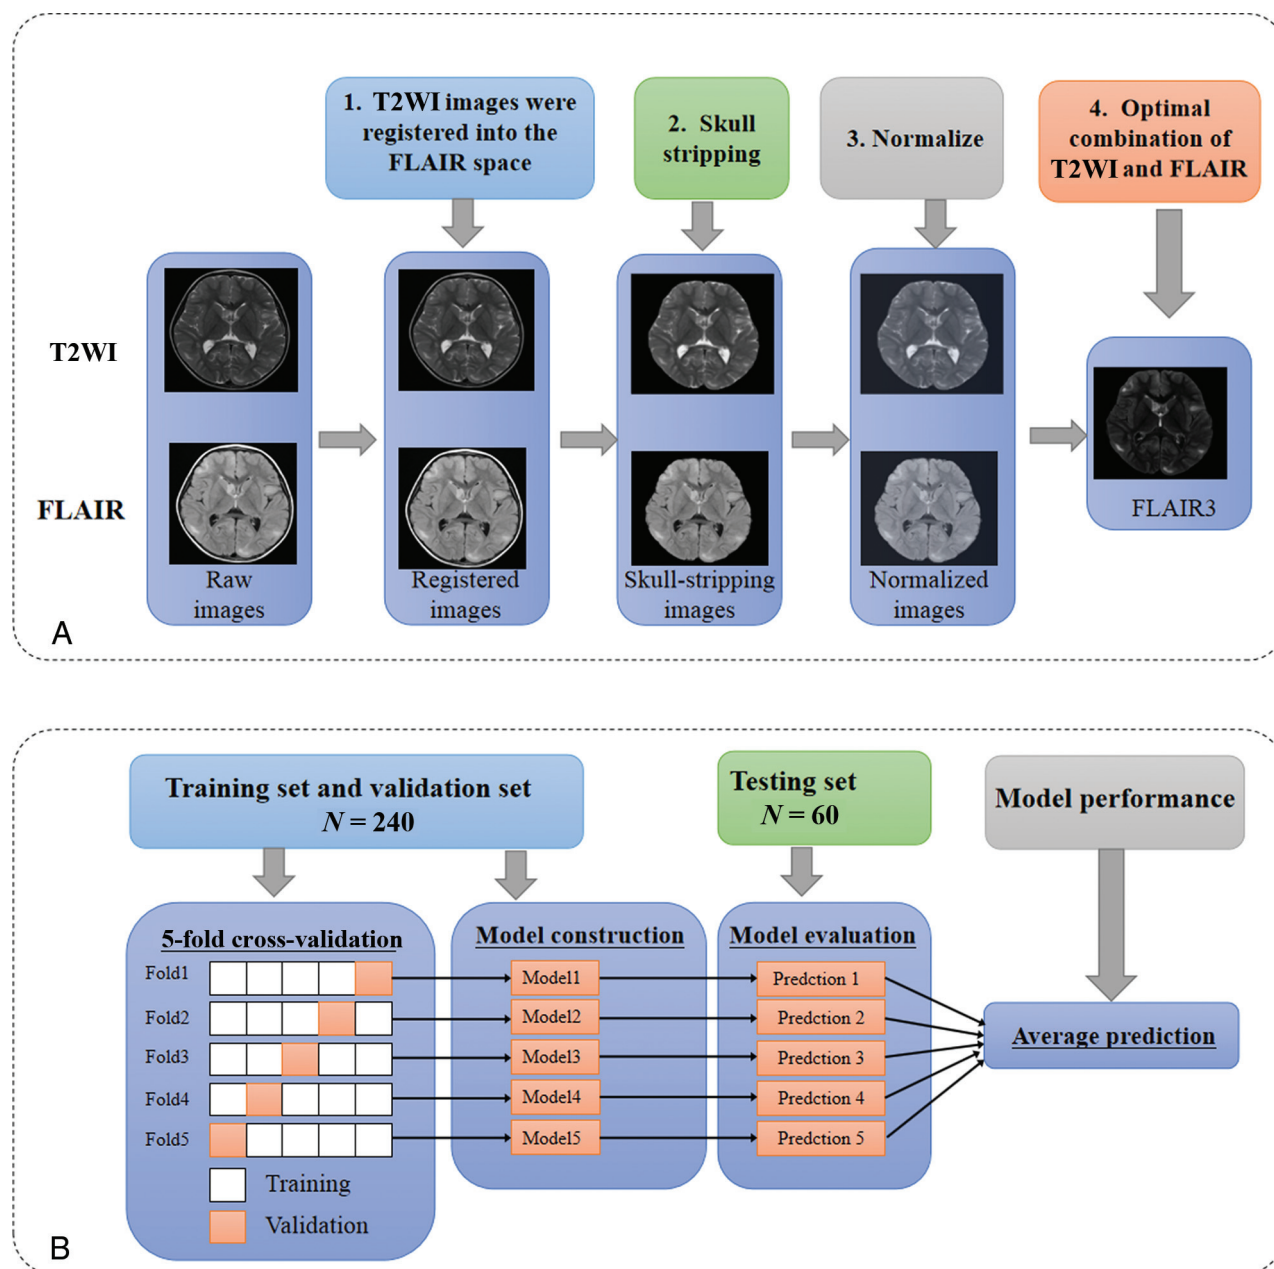 1. T2WI images were
registered into the
FLAIR space
2. Skull
stripping
3. Normalize
4. Optimal
combination of
T2WI and FLAIR
T2WI
FLAIR
Raw
images
Registered
images
Skull-stripping
images
Normalized
images
FLAIR3
A
Training set and validation set
N = 240
Testing set
N = 60
Model performance
5-fold cross-validation
Model construction
Model evaluation
Fold1
Model1
Predction 1
Fold2
Model2
Predction 2
Fold3
Model3
Predction 3
Fold4
Model4
Predction 4
Fold5
Model5
Predction 5
Average prediction
Training
Validation
B